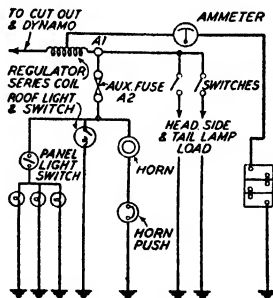 TO CUT OUT
& DYNAMO
A1
AMMETER
REGULATOR
SERIES COIL
ROOF LIGHT
& SWITCH
AUX. FUSE
A2
SWITCHES
HEAD, SIDE
& TAIL LAMP
LOAD
PANEL
LIGHT
SWITCH
HORN
HORN
PUSH